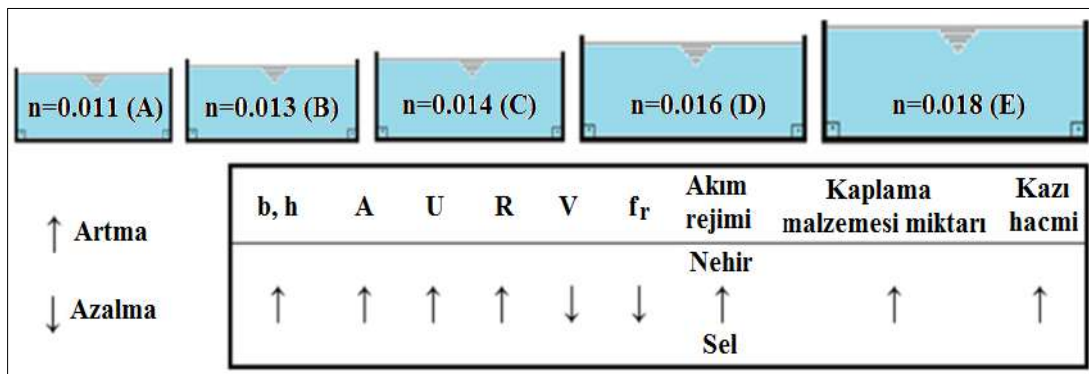 n=0.011 (A) n=0.013 (B) n=0.014 (C) n=0.016 (D) n=0.018 (E)
↑ Artma
↓ Azalma
b, h A U R V fr Akım rejimi Kaplama malzemesi miktarı Kazı hacmi
Nehir
↑ ↑ ↑ ↑ ↓ ↓ ↑ ↑ ↑
Sel